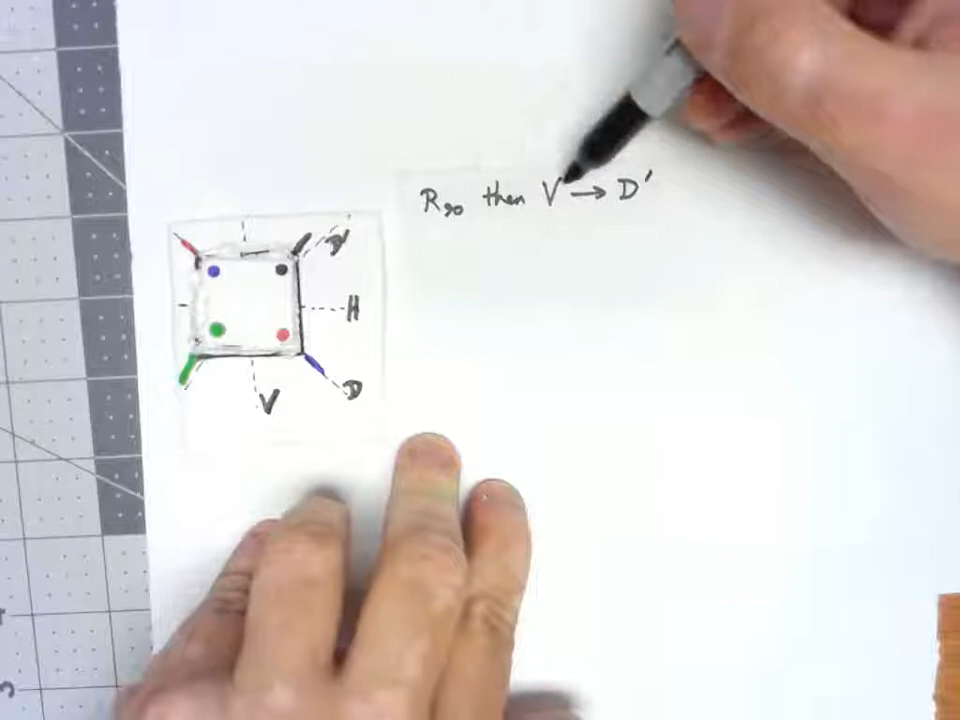 R₉₀ then V → D'
D'
H
D
V